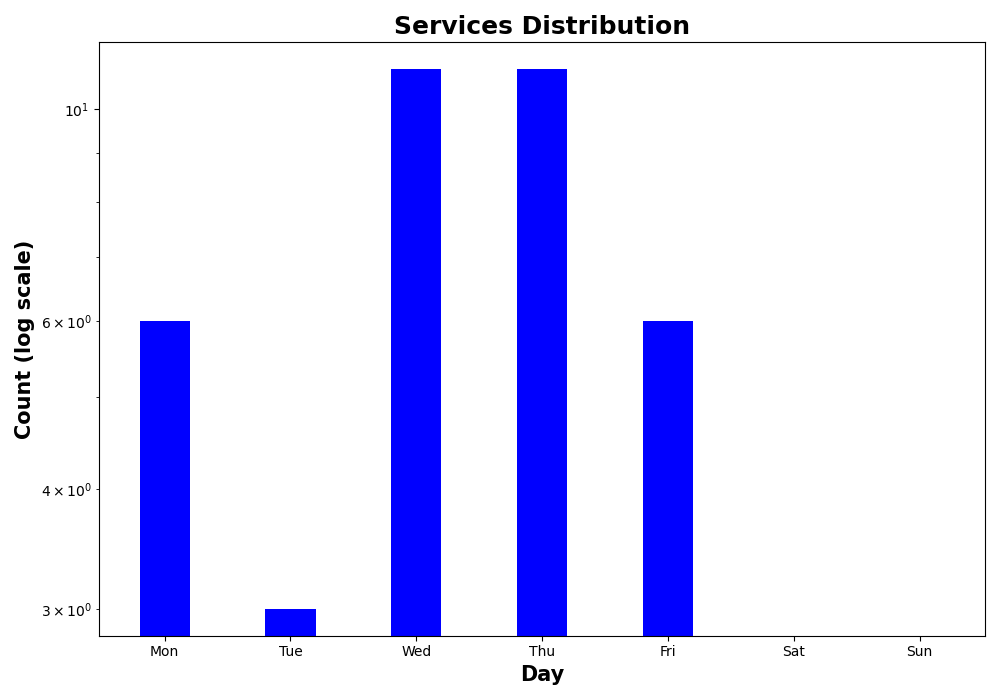 Services Distribution
10¹
6 × 10⁰
4 × 10⁰
3 × 10⁰
Count (log scale)
Mon Tue Wed Thu Fri Sat Sun
Day